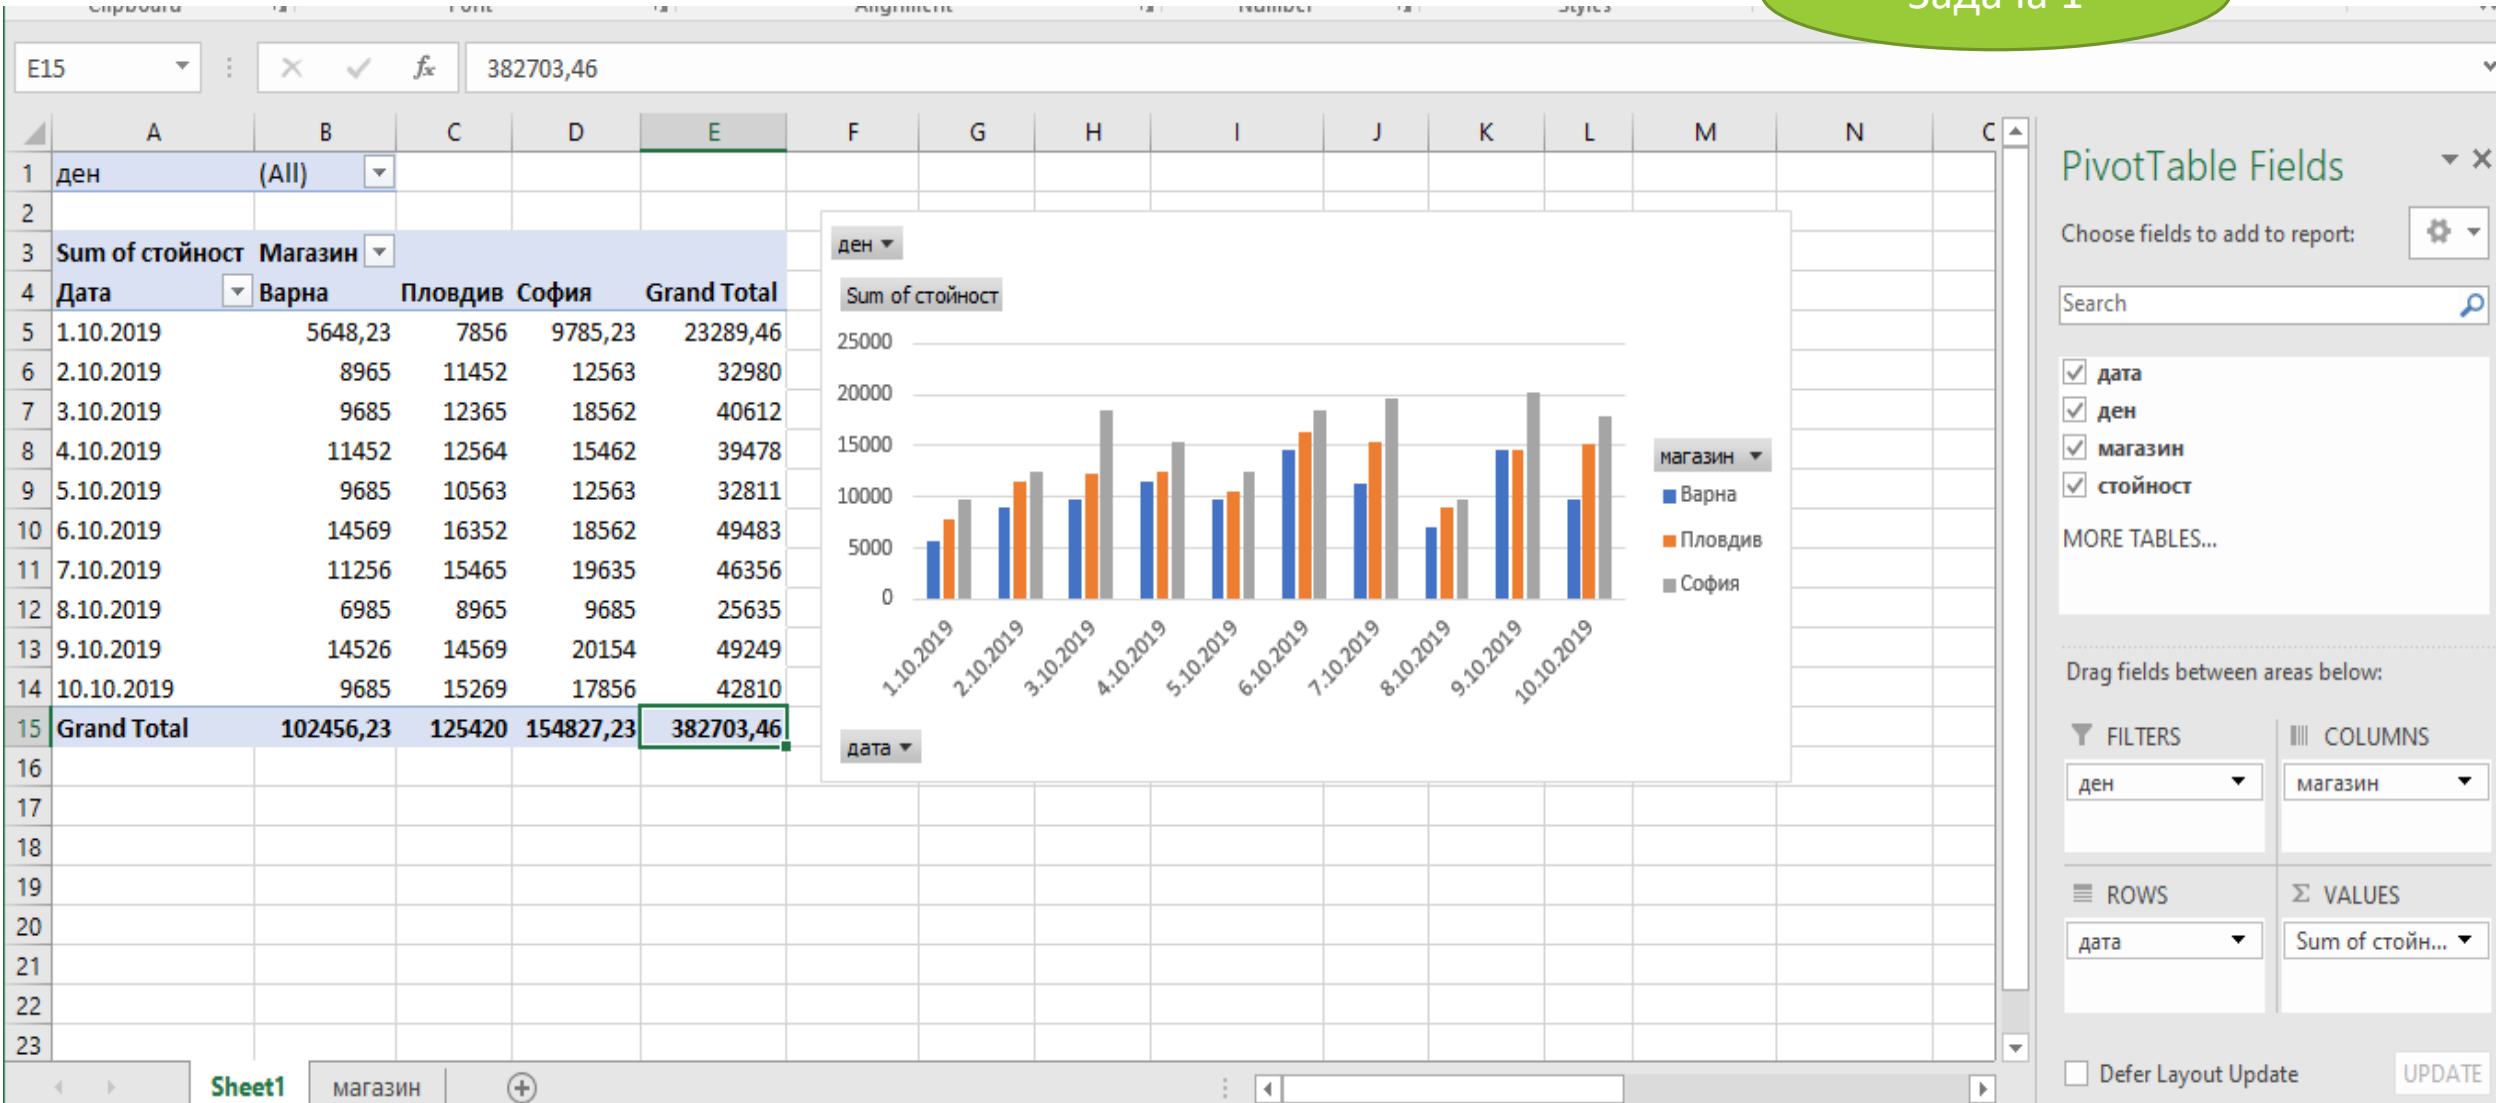 Clipboard Font Alignment Number Styles
Задача 1
E15 fx 382703,46
A B C D E F G H I J K L M N
1 ден (All)
2
3 Sum of стойност Магазин
4 Дата Варна Пловдив София Grand Total
5 1.10.2019 5648,23 7856 9785,23 23289,46
6 2.10.2019 8965 11452 12563 32980
7 3.10.2019 9685 12365 18562 40612
8 4.10.2019 11452 12564 15462 39478
9 5.10.2019 9685 10563 12563 32811
10 6.10.2019 14569 16352 18562 49483
11 7.10.2019 11256 15465 19635 46356
12 8.10.2019 6985 8965 9685 25635
13 9.10.2019 14526 14569 20154 49249
14 10.10.2019 9685 15269 17856 42810
15 Grand Total 102456,23 125420 154827,23 382703,46
16
17
18
19
20
21
22
23
ден
Sum of стойност
25000
20000
15000
10000
5000
0
1.10.2019 2.10.2019 3.10.2019 4.10.2019 5.10.2019 6.10.2019 7.10.2019 8.10.2019 9.10.2019 10.10.2019
дата
магазин
Варна
Пловдив
София
PivotTable Fields
Choose fields to add to report:
Search
дата
ден
магазин
стойност
MORE TABLES...
Drag fields between areas below:
FILTERS COLUMNS
ден магазин
ROWS Σ VALUES
дата Sum of стойн...
Defer Layout Update UPDATE
Sheet1 магазин